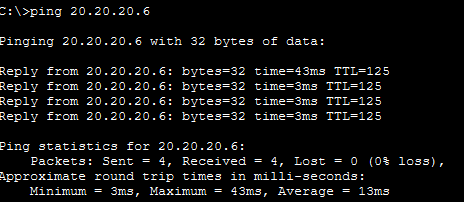 C:\>ping 20.20.20.6
Pinging 20.20.20.6 with 32 bytes of data:
Reply from 20.20.20.6: bytes=32 time=43ms TTL=125
Reply from 20.20.20.6: bytes=32 time=3ms TTL=125
Reply from 20.20.20.6: bytes=32 time=3ms TTL=125
Reply from 20.20.20.6: bytes=32 time=3ms TTL=125
Ping statistics for 20.20.20.6:
    Packets: Sent = 4, Received = 4, Lost = 0 (0% loss),
Approximate round trip times in milli-seconds:
    Minimum = 3ms, Maximum = 43ms, Average = 13ms